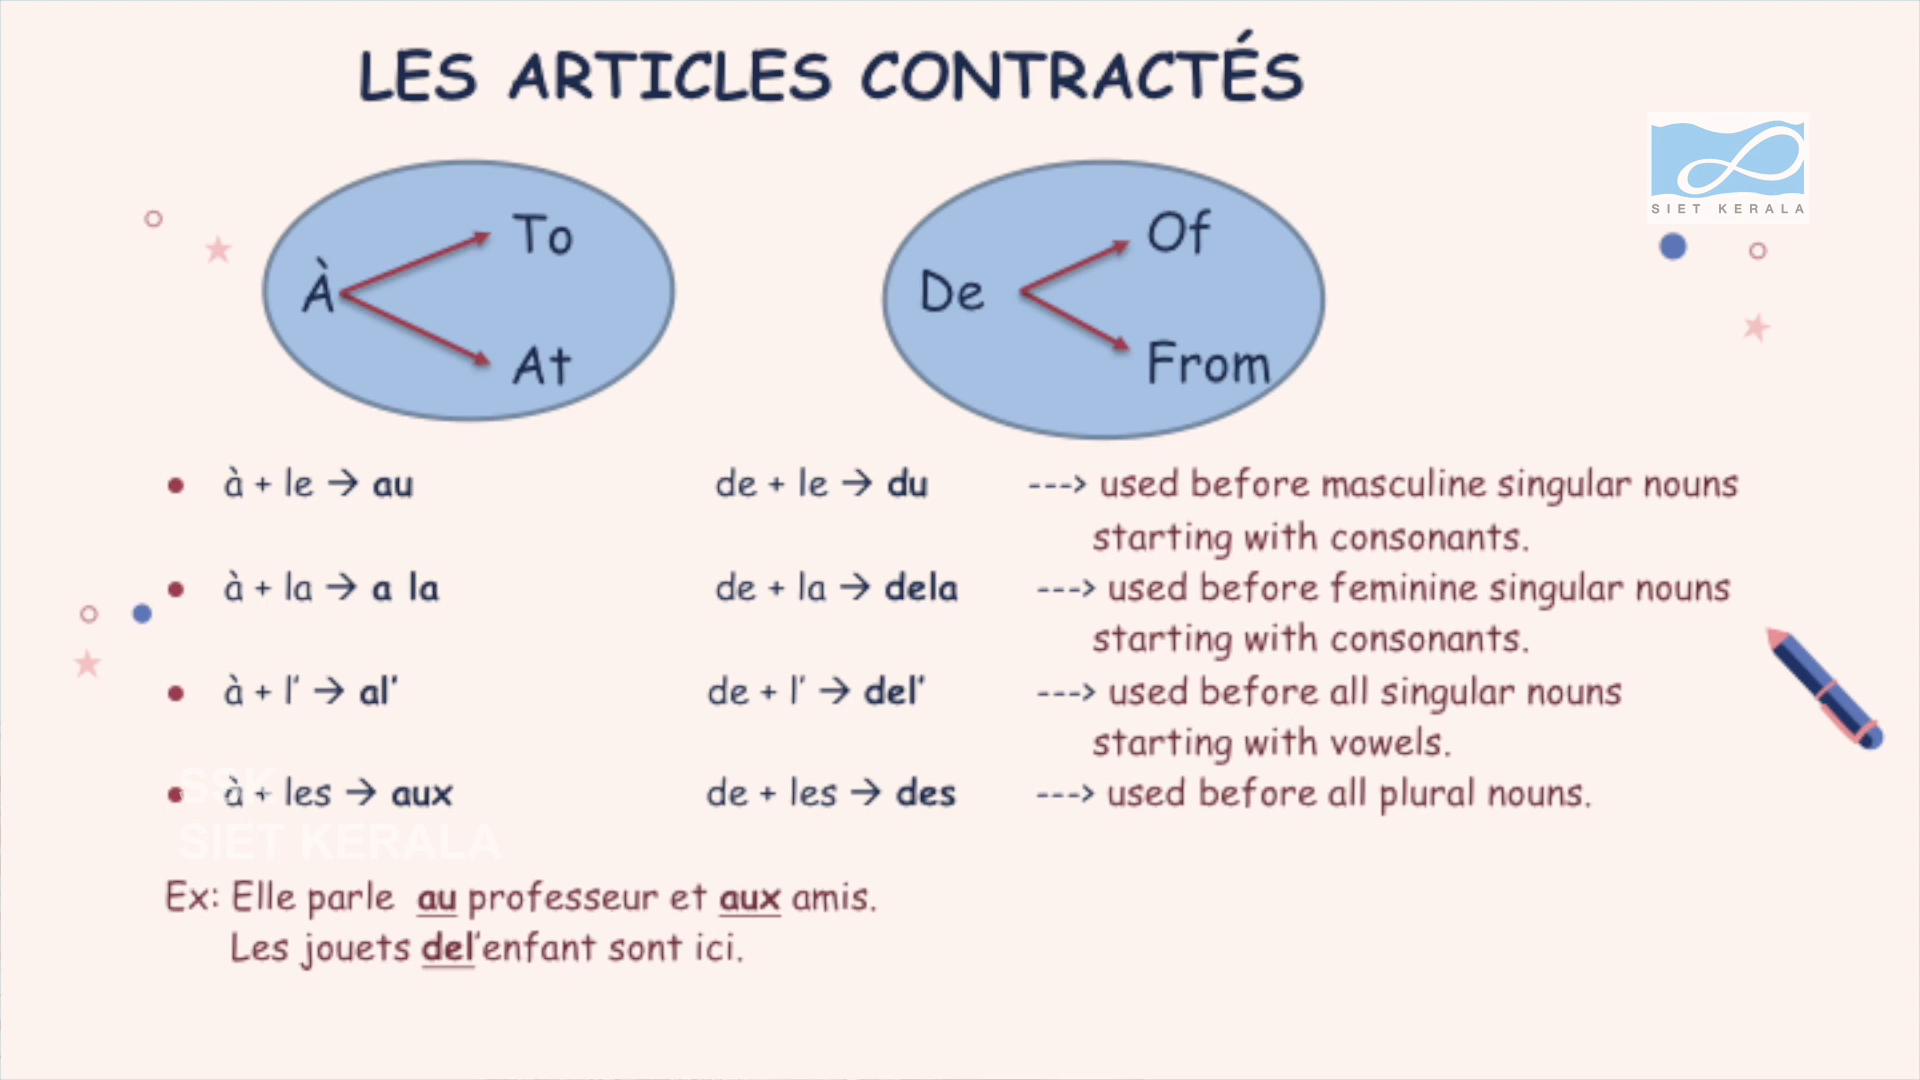 LES ARTICLES CONTRACTÉS
SIET KERALA
À To At
De Of From
• à + le → au de + le → du ---> used before masculine singular nouns
starting with consonants.
• à + la → a la de + la → dela ---> used before feminine singular nouns
starting with consonants.
• à + l' → al' de + l' → del' ---> used before all singular nouns
starting with vowels.
SSK
• à + les → aux de + les → des ---> used before all plural nouns.
SIET KERALA
Ex: Elle parle au professeur et aux amis.
Les jouets del'enfant sont ici.